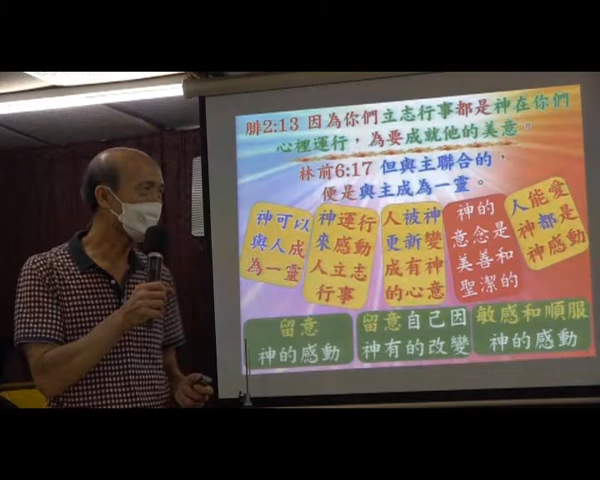 腓2:13 因為你們立志行事都是神在你們
心裡運行，為要成就他的美意。
林前6:17 但與主聯合的，
便是與主成為一靈。
神可以
與人成
為一靈
神運行
來感動
人立志
行事
人被神
更新變
成有神
的心意
神的
意念是
美善和
聖潔的
人能愛
神都是
神感動
留意
神的感動
留意自己因
神有的改變
敏感和順服
神的感動